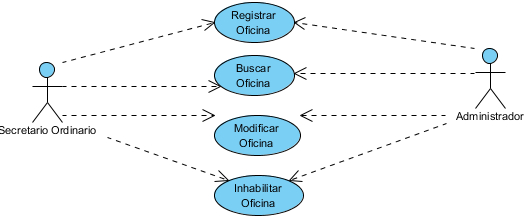 Registrar
Oficina
Buscar
Oficina
Secretario Ordinario
Administrador
Modificar
Oficina
Inhabilitar
Oficina